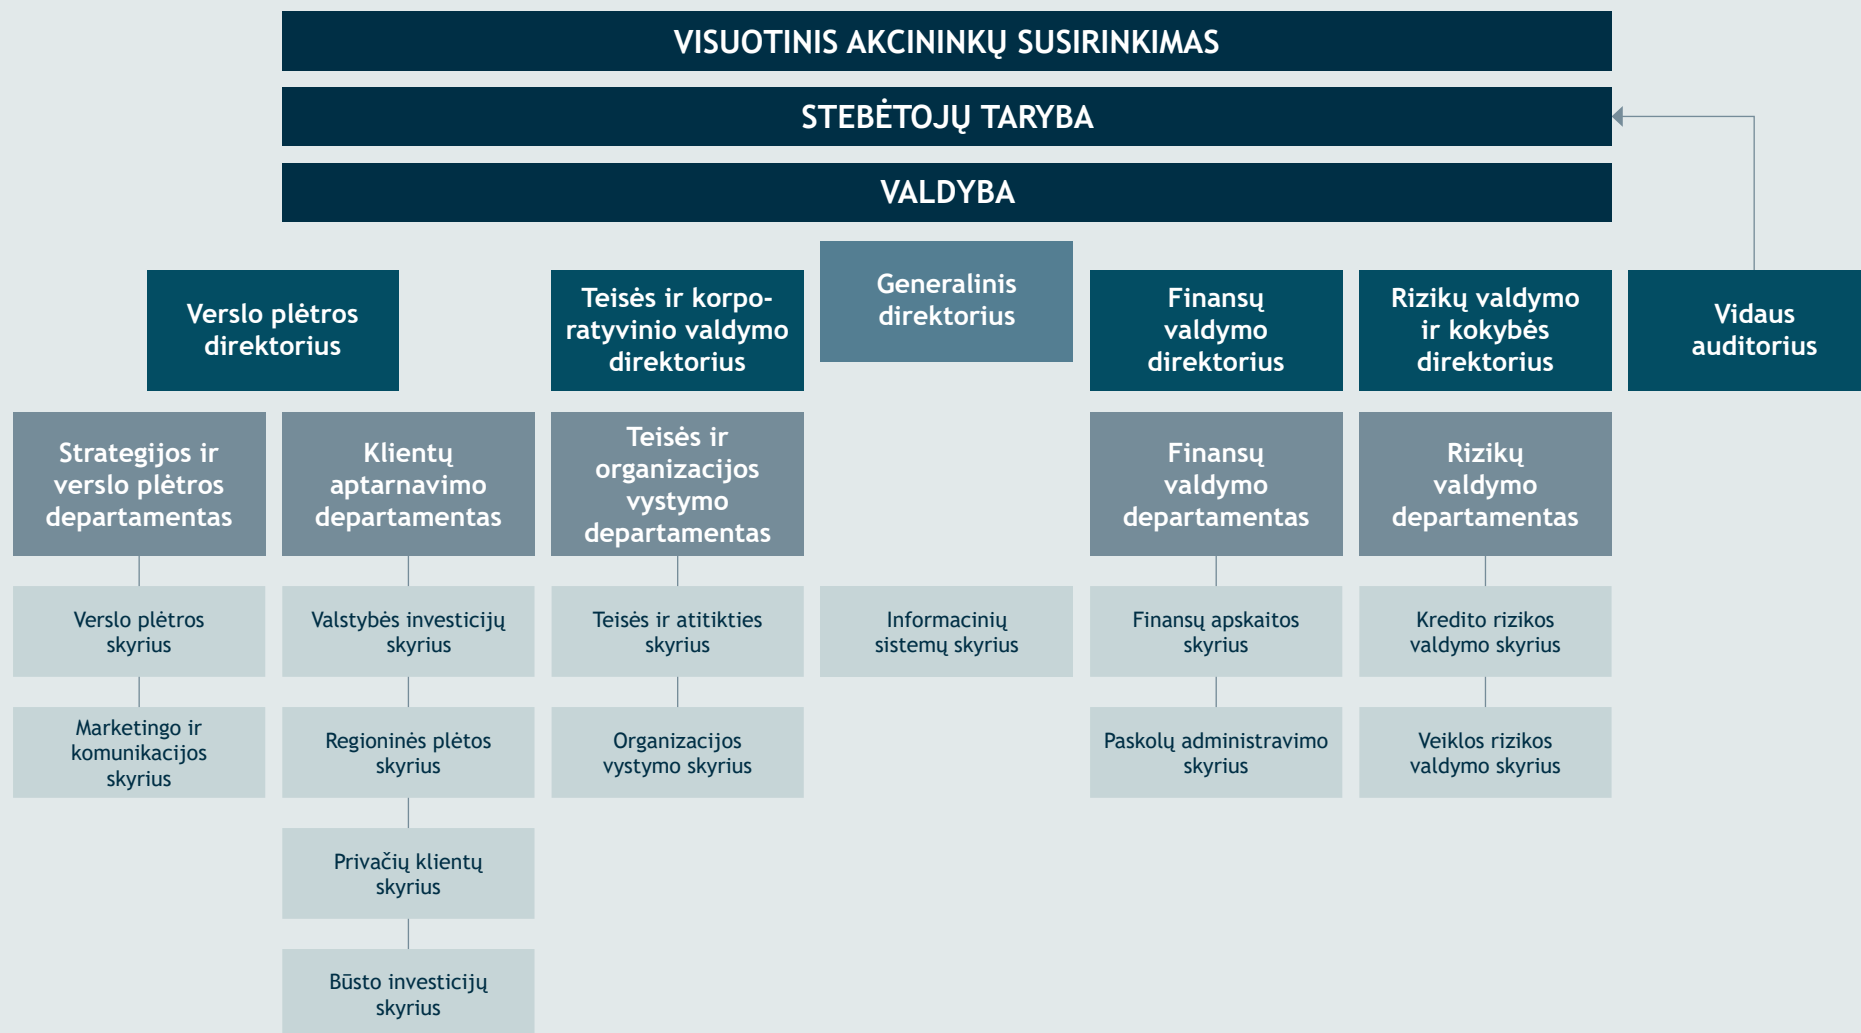 VISUOTINIS AKCININKŲ SUSIRINKIMAS
STEBĖTOJŲ TARYBA
VALDYBA
Verslo plėtros
direktorius
Teisės ir korpo-
ratyvinio valdymo
direktorius
Generalinis
direktorius
Finansų
valdymo
direktorius
Rizikų valdymo
ir kokybės
direktorius
Vidaus
auditorius
Strategijos ir
verslo plėtros
departamentas
Klientų
aptarnavimo
departamentas
Teisės ir
organizacijos
vystymo
departamentas
Finansų
valdymo
departamentas
Rizikų
valdymo
departamentas
Verslo plėtros
skyrius
Valstybės investicijų
skyrius
Teisės ir atitikties
skyrius
Informacinių
sistemų skyrius
Finansų apskaitos
skyrius
Kredito rizikos
valdymo skyrius
Marketingo ir
komunikacijos
skyrius
Regioninės plėtos
skyrius
Organizacijos
vystymo skyrius
Paskolų administravimo
skyrius
Veiklos rizikos
valdymo skyrius
Privačių klientų
skyrius
Būsto investicijų
skyrius